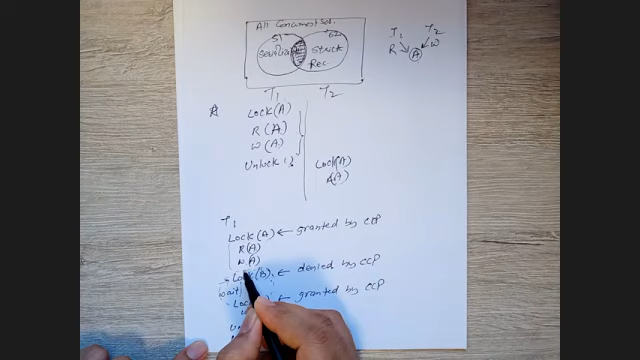 All Concurrent Sch.
S1 S2
Serializable Strict
Rec
T1 T2
R A W
T1 T2
Lock(A)
R(A)
W(A)
Unlock
Lock(A)
R(A)
T1
Lock(A) ← granted by CCP
R(A)
W(A)
Lock(b) ← denied by CCP
wait
← granted by CCP